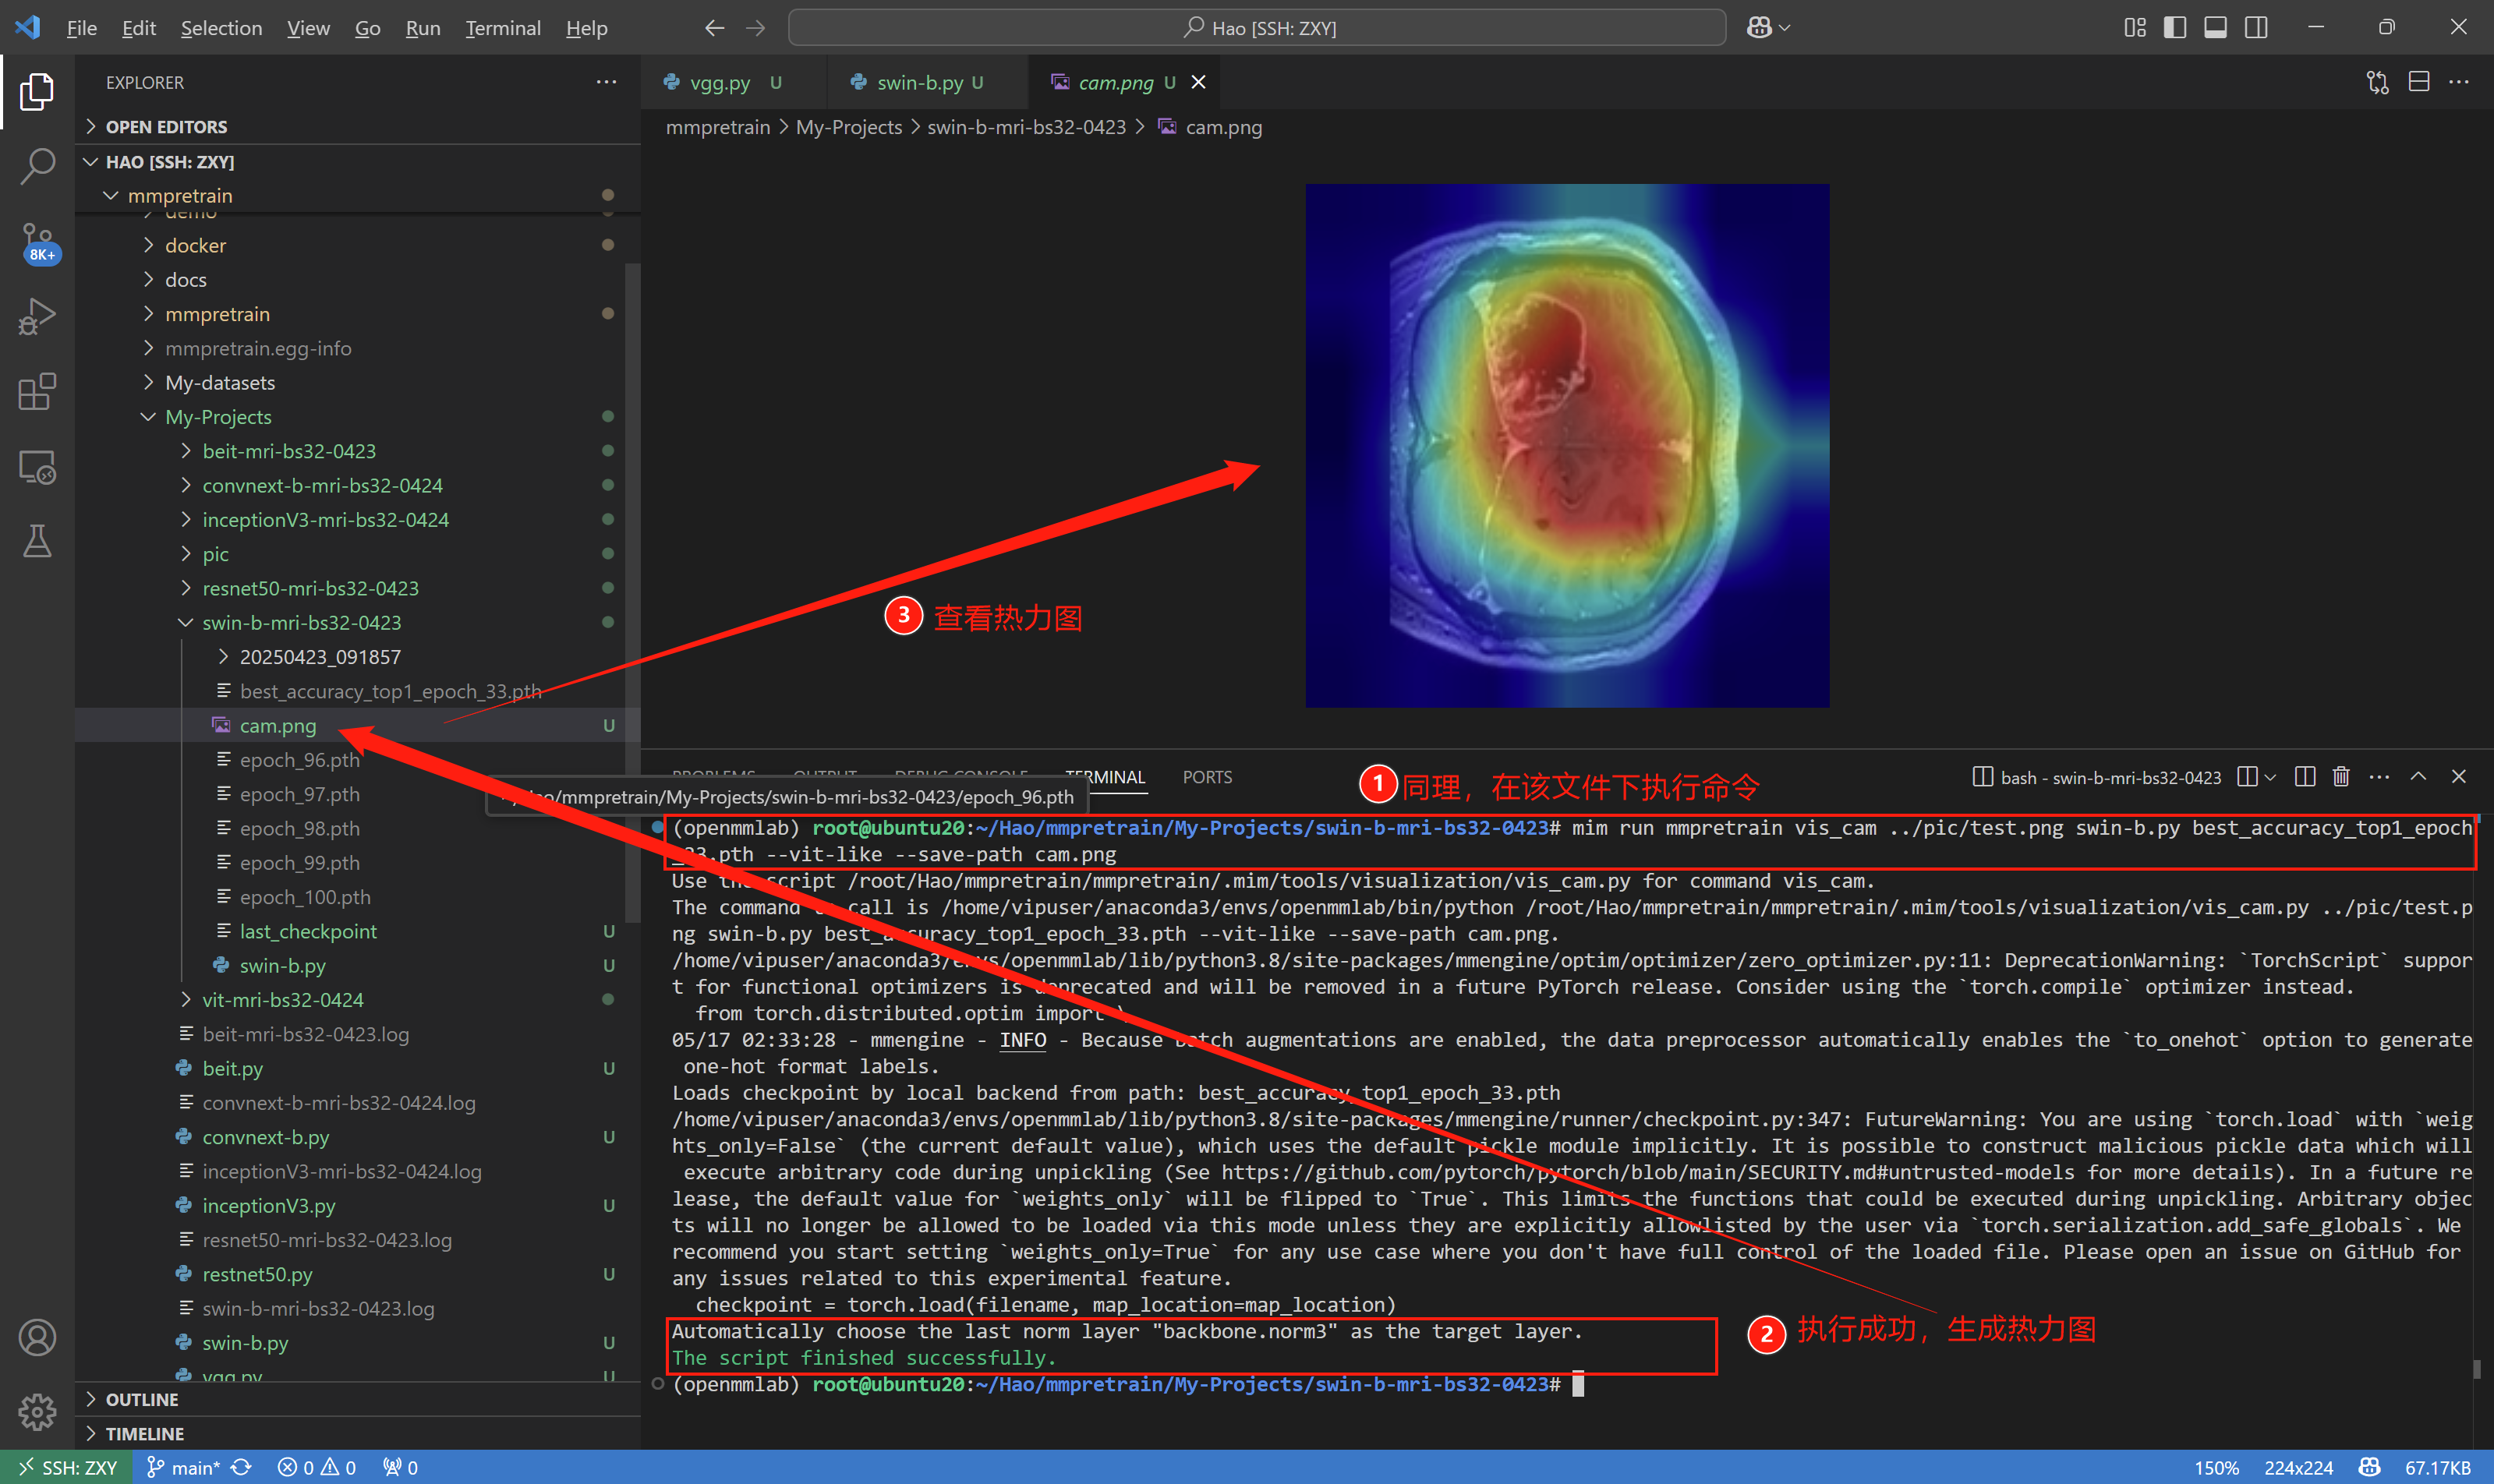 File Edit Selection View Go Run Terminal Help
Hao [SSH: ZXY]
EXPLORER
OPEN EDITORS
HAO [SSH: ZXY]
mmpretrain
demo
docker
docs
mmpretrain
mmpretrain.egg-info
My-datasets
My-Projects
beit-mri-bs32-0423
convnext-b-mri-bs32-0424
inceptionV3-mri-bs32-0424
pic
resnet50-mri-bs32-0423
swin-b-mri-bs32-0423
20250423_091857
best_accuracy_top1_epoch_33.pth
cam.png U
epoch_96.pth
epoch_97.pth
epoch_98.pth
epoch_99.pth
epoch_100.pth
last_checkpoint U
swin-b.py U
vit-mri-bs32-0424
beit-mri-bs32-0423.log
beit.py U
convnext-b-mri-bs32-0424.log
convnext-b.py U
inceptionV3-mri-bs32-0424.log
inceptionV3.py U
resnet50-mri-bs32-0423.log
restnet50.py U
swin-b-mri-bs32-0423.log
swin-b.py U
vgg.py U
OUTLINE
TIMELINE
8K+
vgg.py U swin-b.py U cam.png U
mmpretrain > My-Projects > swin-b-mri-bs32-0423 > cam.png
3 查看热力图
PROBLEMS OUTPUT DEBUG CONSOLE TERMINAL PORTS
1 同理，在该文件下执行命令
bash - swin-b-mri-bs32-0423
/Hao/mmpretrain/My-Projects/swin-b-mri-bs32-0423/epoch_96.pth
(openmmlab) root@ubuntu20:~/Hao/mmpretrain/My-Projects/swin-b-mri-bs32-0423# mim run mmpretrain vis_cam ../pic/test.png swin-b.py best_accuracy_top1_epoch
_33.pth --vit-like --save-path cam.png
Use the script /root/Hao/mmpretrain/mmpretrain/.mim/tools/visualization/vis_cam.py for command vis_cam.
The command to call is /home/vipuser/anaconda3/envs/openmmlab/bin/python /root/Hao/mmpretrain/mmpretrain/.mim/tools/visualization/vis_cam.py ../pic/test.p
ng swin-b.py best_accuracy_top1_epoch_33.pth --vit-like --save-path cam.png.
/home/vipuser/anaconda3/envs/openmmlab/lib/python3.8/site-packages/mmengine/optim/optimizer/zero_optimizer.py:11: DeprecationWarning: `TorchScript` suppor
t for functional optimizers is deprecated and will be removed in a future PyTorch release. Consider using the `torch.compile` optimizer instead.
from torch.distributed.optim import \
05/17 02:33:28 - mmengine - INFO - Because batch augmentations are enabled, the data preprocessor automatically enables the `to_onehot` option to generate
one-hot format labels.
Loads checkpoint by local backend from path: best_accuracy_top1_epoch_33.pth
/home/vipuser/anaconda3/envs/openmmlab/lib/python3.8/site-packages/mmengine/runner/checkpoint.py:347: FutureWarning: You are using `torch.load` with `weig
hts_only=False` (the current default value), which uses the default pickle module implicitly. It is possible to construct malicious pickle data which will
execute arbitrary code during unpickling (See https://github.com/pytorch/pytorch/blob/main/SECURITY.md#untrusted-models for more details). In a future re
lease, the default value for `weights_only` will be flipped to `True`. This limits the functions that could be executed during unpickling. Arbitrary objec
ts will no longer be allowed to be loaded via this mode unless they are explicitly allowlisted by the user via `torch.serialization.add_safe_globals`. We
recommend you start setting `weights_only=True` for any use case where you don't have full control of the loaded file. Please open an issue on GitHub for
any issues related to this experimental feature.
checkpoint = torch.load(filename, map_location=map_location)
Automatically choose the last norm layer "backbone.norm3" as the target layer.
The script finished successfully.
2 执行成功，生成热力图
(openmmlab) root@ubuntu20:~/Hao/mmpretrain/My-Projects/swin-b-mri-bs32-0423#
SSH: ZXY main* 0 0 0 150% 224x224 67.17KB